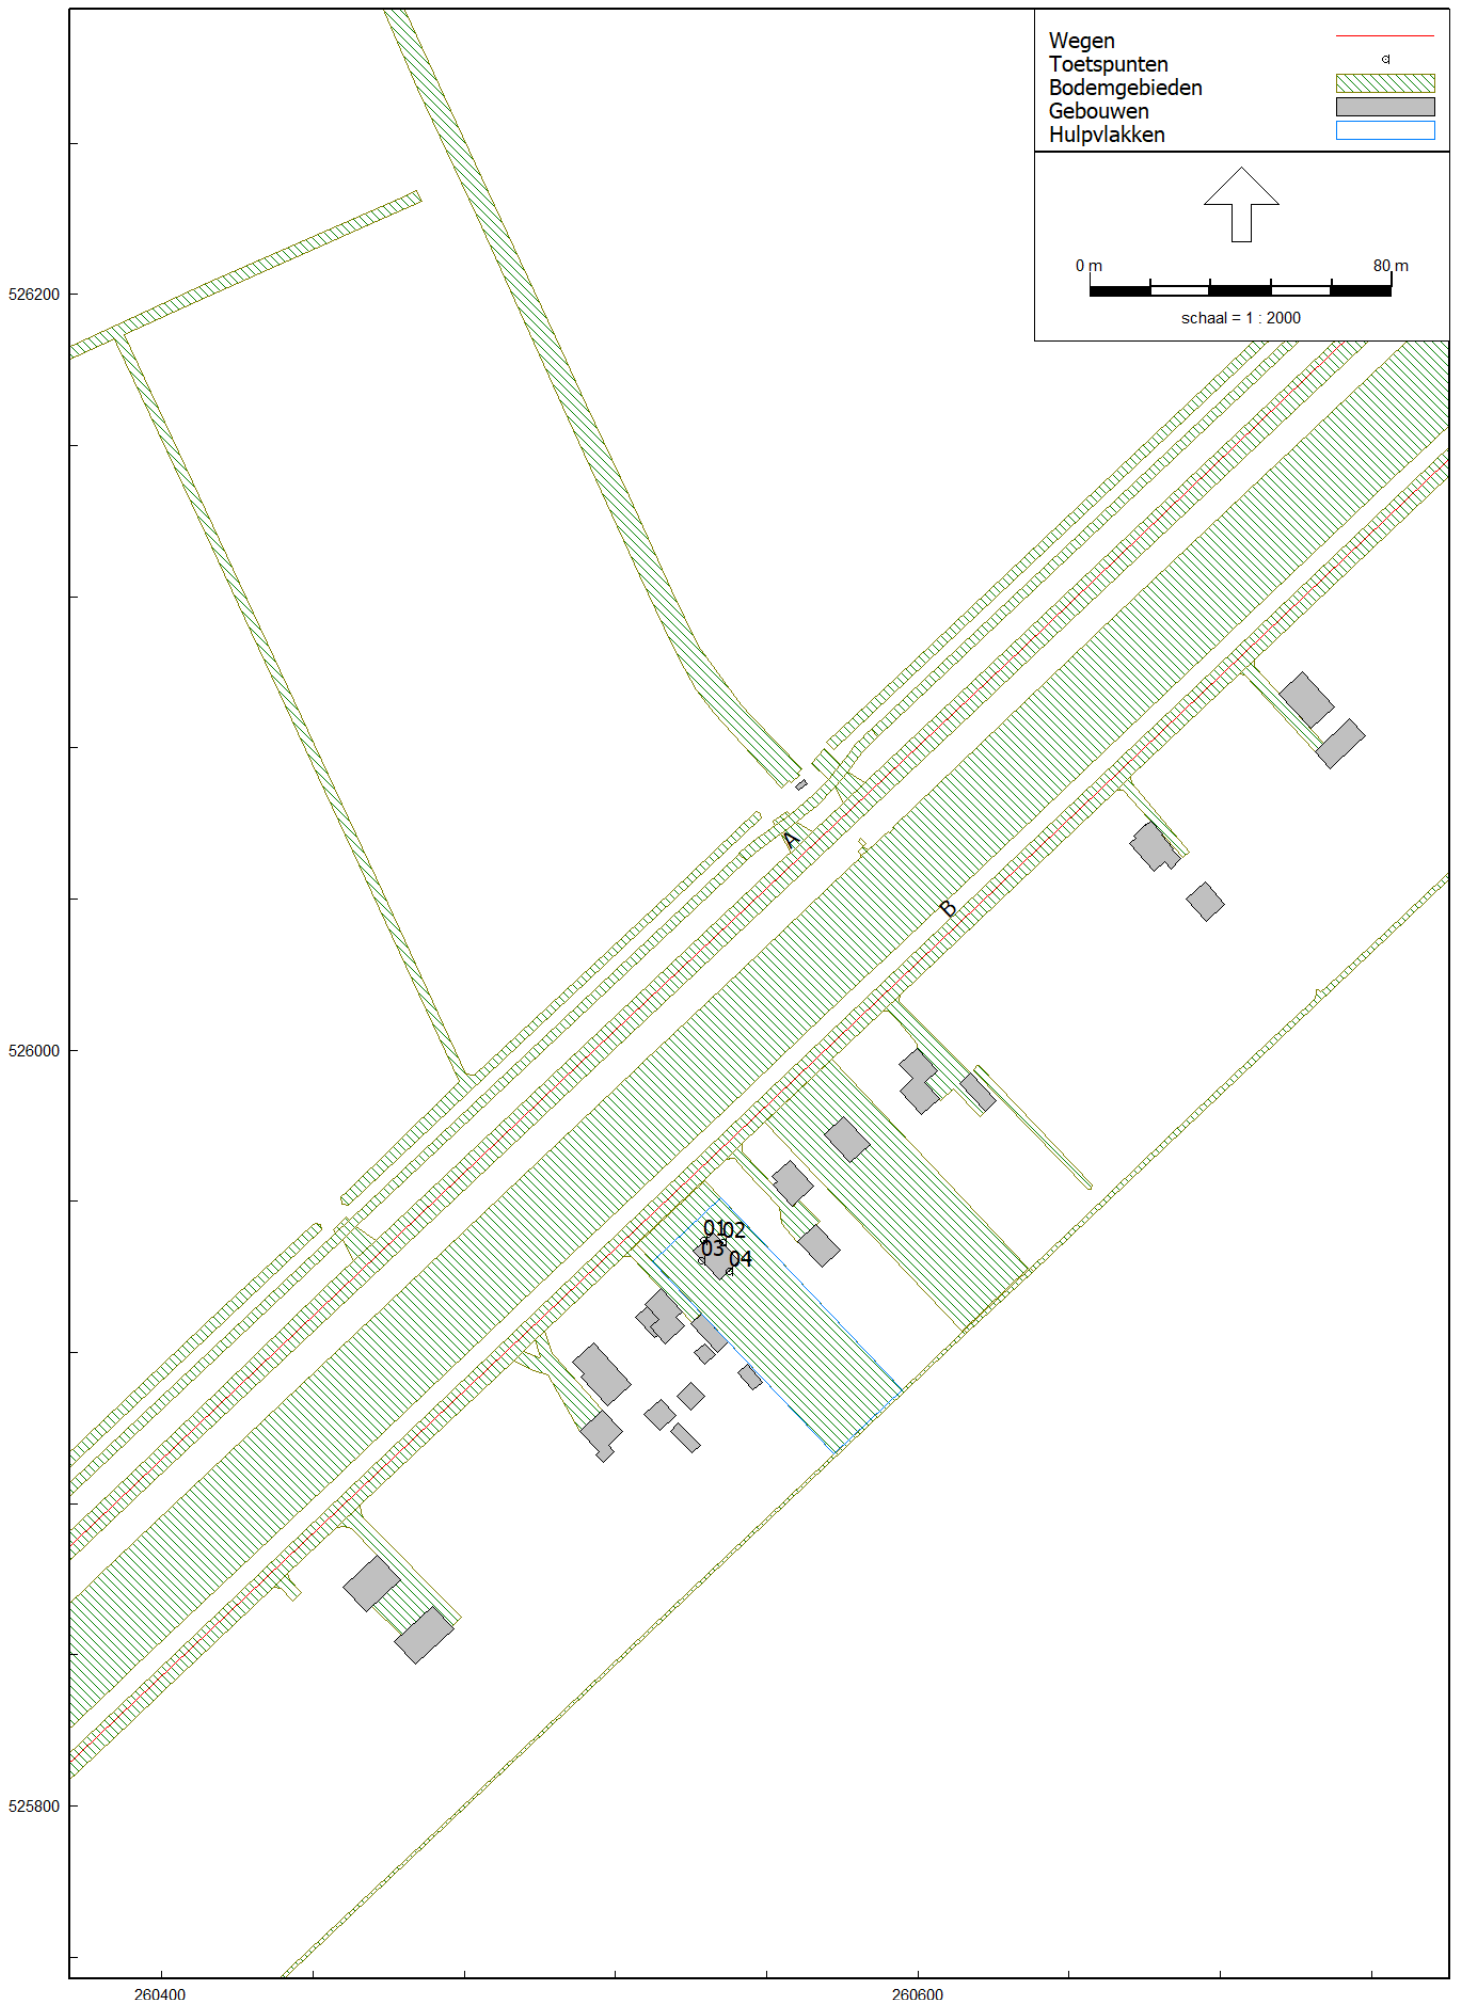 Wegen
Toetspunten
Bodemgebieden
Gebouwen
Hulpvlakken
0 m 80 m
schaal = 1 : 2000
526200
A
B
526000
01 02
03 04
525800
260400 260600